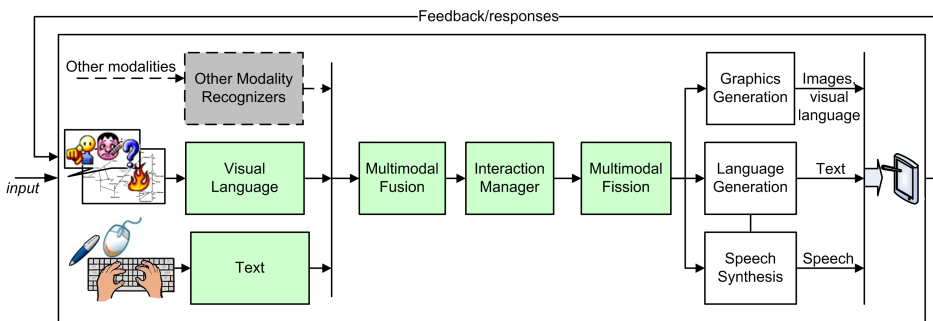 Feedback/responses
Other modalities
Other Modality
Recognizers
Graphics
Generation
Images,
visual
language
input
Visual
Language
Multimodal
Fusion
Interaction
Manager
Multimodal
Fission
Language
Generation
Text
Text
Speech
Synthesis
Speech